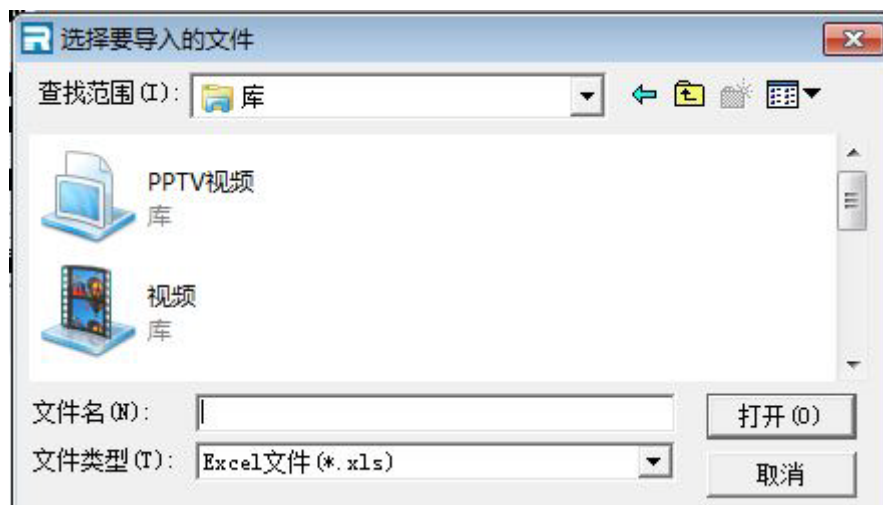 选择要导入的文件
查找范围(I): 库
PPTV视频
库
视频
库
文件名(N): 打开(O)
文件类型(T): Excel文件(*.xls) 取消